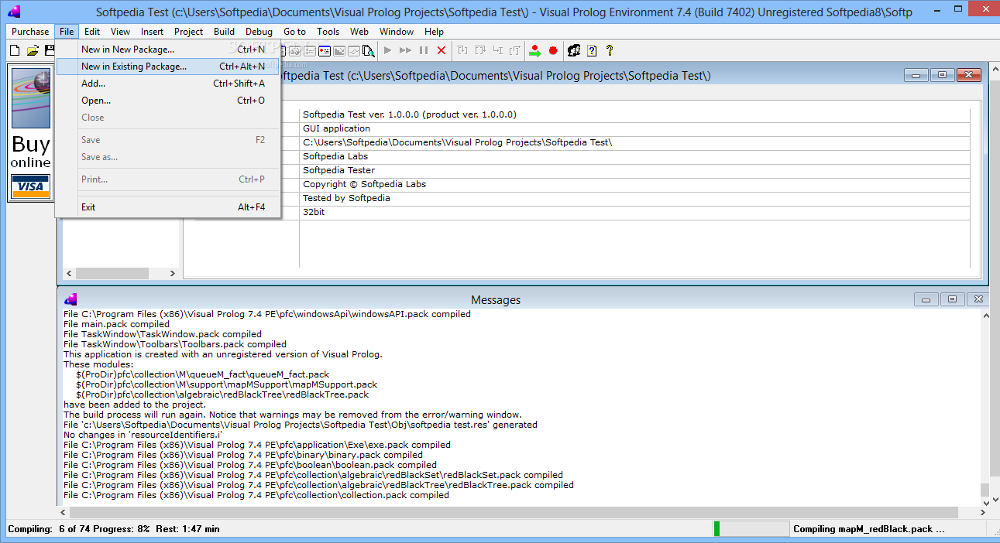 Softpedia Test (c:\Users\Softpedia\Documents\Visual Prolog Projects\Softpedia Test\) - Visual Prolog Environment 7.4 (Build 7402) Unregistered Softpedia8\Softp
Purchase File Edit View Insert Project Build Debug Go to Tools Web Window Help
New in New Package... Ctrl+N
New in Existing Package... Ctrl+Alt+N
Add... Ctrl+Shift+A
Open... Ctrl+O
Close
Save F2
Save as...
Print... Ctrl+P
Exit Alt+F4
Buy
online
VISA
ftpedia Test (c:\Users\Softpedia\Documents\Visual Prolog Projects\Softpedia Test\)
Softpedia Test ver. 1.0.0.0 (product ver. 1.0.0.0)
GUI application
C:\Users\Softpedia\Documents\Visual Prolog Projects\Softpedia Test\
Softpedia Labs
Softpedia Tester
Copyright © Softpedia Labs
Tested by Softpedia
32bit
Messages
File C:\Program Files (x86)\Visual Prolog 7.4 PE\pfc\windowsApi\windowsAPI.pack compiled
File main.pack compiled
File TaskWindow\TaskWindow.pack compiled
File TaskWindow\Toolbars\Toolbars.pack compiled
This application is created with an unregistered version of Visual Prolog.
These modules:
$(ProDir)pfc\collection\M\queueM_fact\queueM_fact.pack
$(ProDir)pfc\collection\M\support\mapMSupport\mapMSupport.pack
$(ProDir)pfc\collection\algebraic\redBlackTree\redBlackTree.pack
have been added to the project.
The build process will run again. Notice that warnings may be removed from the error/warning window.
File 'c:\Users\Softpedia\Documents\Visual Prolog Projects\Softpedia Test\Obj\softpedia test.res' generated
No changes in 'resourceIdentifiers.i'
File C:\Program Files (x86)\Visual Prolog 7.4 PE\pfc\application\Exe\exe.pack compiled
File C:\Program Files (x86)\Visual Prolog 7.4 PE\pfc\binary\binary.pack compiled
File C:\Program Files (x86)\Visual Prolog 7.4 PE\pfc\boolean\boolean.pack compiled
File C:\Program Files (x86)\Visual Prolog 7.4 PE\pfc\collection\algebraic\redBlackSet\redBlackSet.pack compiled
File C:\Program Files (x86)\Visual Prolog 7.4 PE\pfc\collection\algebraic\redBlackTree\redBlackTree.pack compiled
File C:\Program Files (x86)\Visual Prolog 7.4 PE\pfc\collection\collection.pack compiled
Compiling: 6 of 74 Progress: 8% Rest: 1:47 min
Compiling mapM_redBlack.pack ...